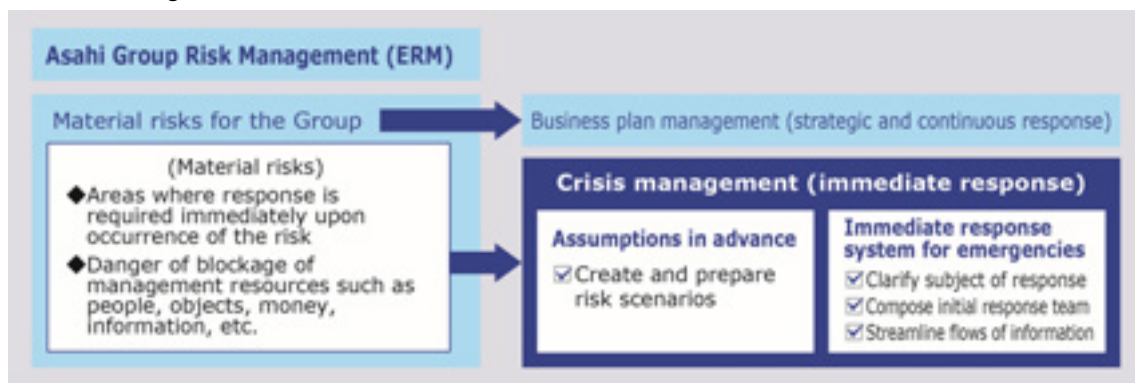 Asahi Group Risk Management (ERM)
Material risks for the Group
(Material risks)
◆Areas where response is
required immediately upon
occurrence of the risk
◆Danger of blockage of
management resources such as
people, objects, money,
information, etc.
Business plan management (strategic and continuous response)
Crisis management (immediate response)
Assumptions in advance
☑Create and prepare
risk scenarios
Immediate response
system for emergencies
☑Clarify subject of response
☑Compose initial response team
☑Streamline flows of information